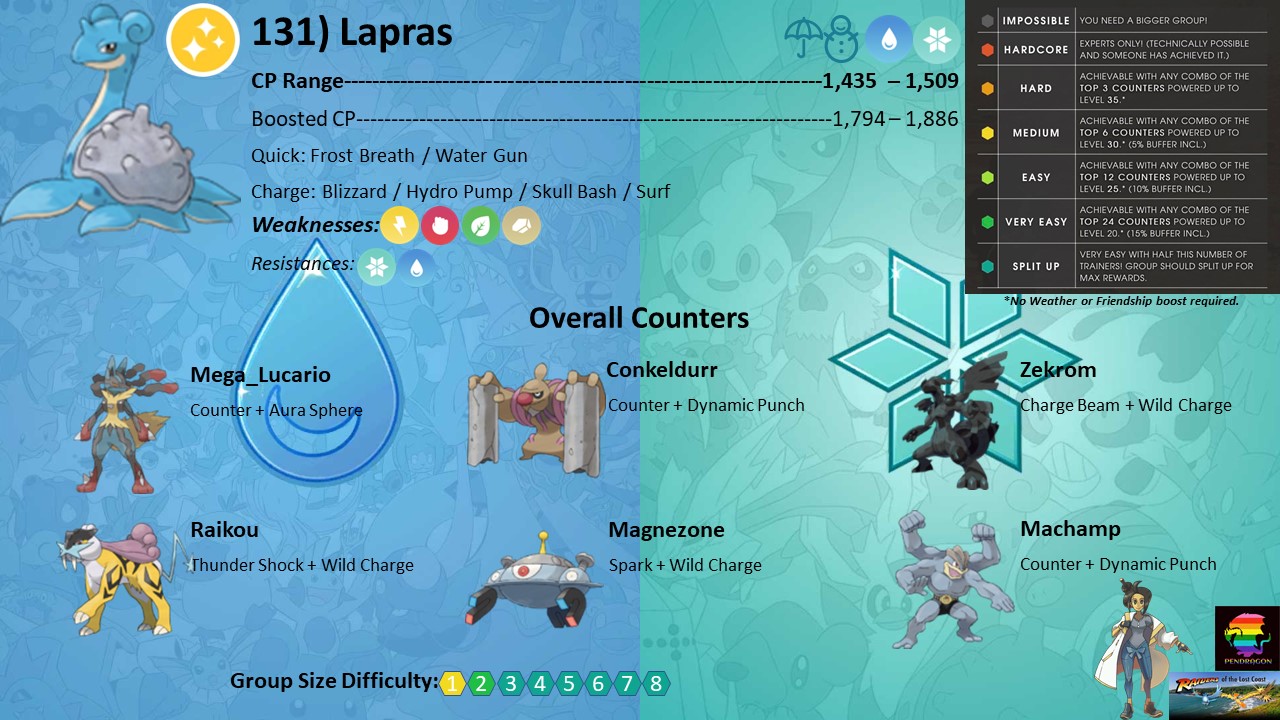 131) Lapras
CP Range------------------------------------------------------------------------------------1,435 – 1,509
Boosted CP------------------------------------------------------------------------------------1,794 – 1,886
Quick: Frost Breath / Water Gun
Charge: Blizzard / Hydro Pump / Skull Bash / Surf
Weaknesses:
Resistances:
IMPOSSIBLE YOU NEED A BIGGER GROUP!
HARDCORE EXPERTS ONLY! (TECHNICALLY POSSIBLE
AND SOMEONE HAS ACHIEVED IT.)
HARD ACHIEVABLE WITH ANY COMBO OF THE
TOP 3 COUNTERS POWERED UP TO
LEVEL 35.*
MEDIUM ACHIEVABLE WITH ANY COMBO OF THE
TOP 6 COUNTERS POWERED UP TO
LEVEL 30.* (5% BUFFER INCL.)
EASY ACHIEVABLE WITH ANY COMBO OF THE
TOP 12 COUNTERS POWERED UP TO
LEVEL 25.* (10% BUFFER INCL.)
VERY EASY ACHIEVABLE WITH ANY COMBO OF THE
TOP 24 COUNTERS POWERED UP TO
LEVEL 20.* (15% BUFFER INCL.)
SPLIT UP VERY EASY WITH HALF THIS NUMBER OF
TRAINERS! GROUP SHOULD SPLIT UP FOR
MAX REWARDS.
*No Weather or Friendship boost required.
Overall Counters
Mega_Lucario
Counter + Aura Sphere
Conkeldurr
Counter + Dynamic Punch
Zekrom
Charge Beam + Wild Charge
Raikou
Thunder Shock + Wild Charge
Magnezone
Spark + Wild Charge
Machamp
Counter + Dynamic Punch
Group Size Difficulty: 1 2 3 4 5 6 7 8
PENDRAGON
RAIDERS of the Lost Coast